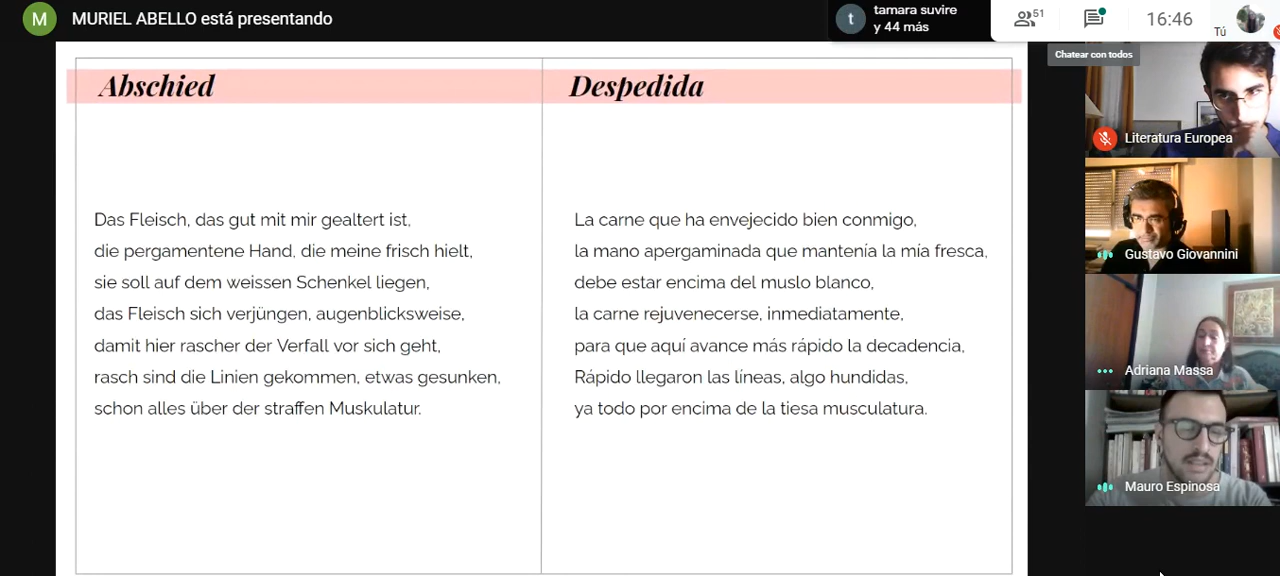 M
MURIEL ABELLO está presentando
t
tamara suvire
y 44 más
51
16:46
Tú
Chatear con todos
Abschied
Das Fleisch, das gut mit mir gealtert ist,
die pergamentene Hand, die meine frisch hielt,
sie soll auf dem weissen Schenkel liegen,
das Fleisch sich verjüngen, augenblicksweise,
damit hier rascher der Verfall vor sich geht,
rasch sind die Linien gekommen, etwas gesunken,
schon alles über der straffen Muskulatur.
Despedida
La carne que ha envejecido bien conmigo,
la mano apergaminada que mantenía la mía fresca,
debe estar encima del muslo blanco,
la carne rejuvenecerse, inmediatamente,
para que aquí avance más rápido la decadencia,
Rápido llegaron las líneas, algo hundidas,
ya todo por encima de la tiesa musculatura.
Literatura Europea
Gustavo Giovannini
Adriana Massa
Mauro Espinosa